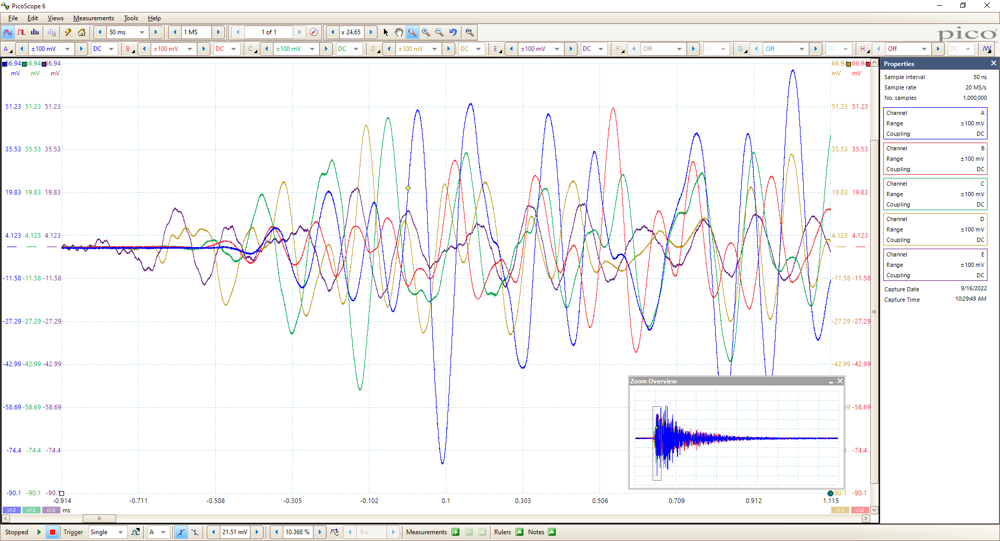 PicoScope 6
File Edit Views Measurements Tools Help
50 ms 1 MS 1 of 1 x 24.65
pico
A ±100 mV DC B ±100 mV DC C ±100 mV DC D ±100 mV DC E ±100 mV DC F Off DC G Off DC H Off DC
66.94 66.94 66.94 66.94 66.94
mV mV mV mV mV
51.23 51.23 51.23 51.23 51.23
35.53 35.53 35.53 35.53 35.53
19.83 19.83 19.83 19.83 19.83
4.123 4.123 4.123 4.123 4.123
-11.58 -11.58 -11.58 -11.58 -11.58
-27.29 -27.29 -27.29 -27.29 -27.29
-42.99 -42.99 -42.99 -42.99 -42.99
-58.69 -58.69 -58.69 -58.69
-74.4 -74.4 -74.4 -74.4
-90.1 -90.1 -90.1 90.1 -90.1
-0.914 -0.711 -0.508 -0.305 -0.102 0.1 0.303 0.506 0.709 0.912 1.115
x1.0 x1.0 x1.0 ms x1.0 x1.0
Zoom Overview
Properties
Sample interval 50 ns
Sample rate 20 MS/s
No. samples 1,000,000
Channel A
Range ±100 mV
Coupling DC
Channel B
Range ±100 mV
Coupling DC
Channel C
Range ±100 mV
Coupling DC
Channel D
Range ±100 mV
Coupling DC
Channel E
Range ±100 mV
Coupling DC
Capture Date 9/16/2022
Capture Time 10:29:49 AM
Stopped Trigger Single A 21.51 mV 10.368 % 0 s Measurements Rulers Notes